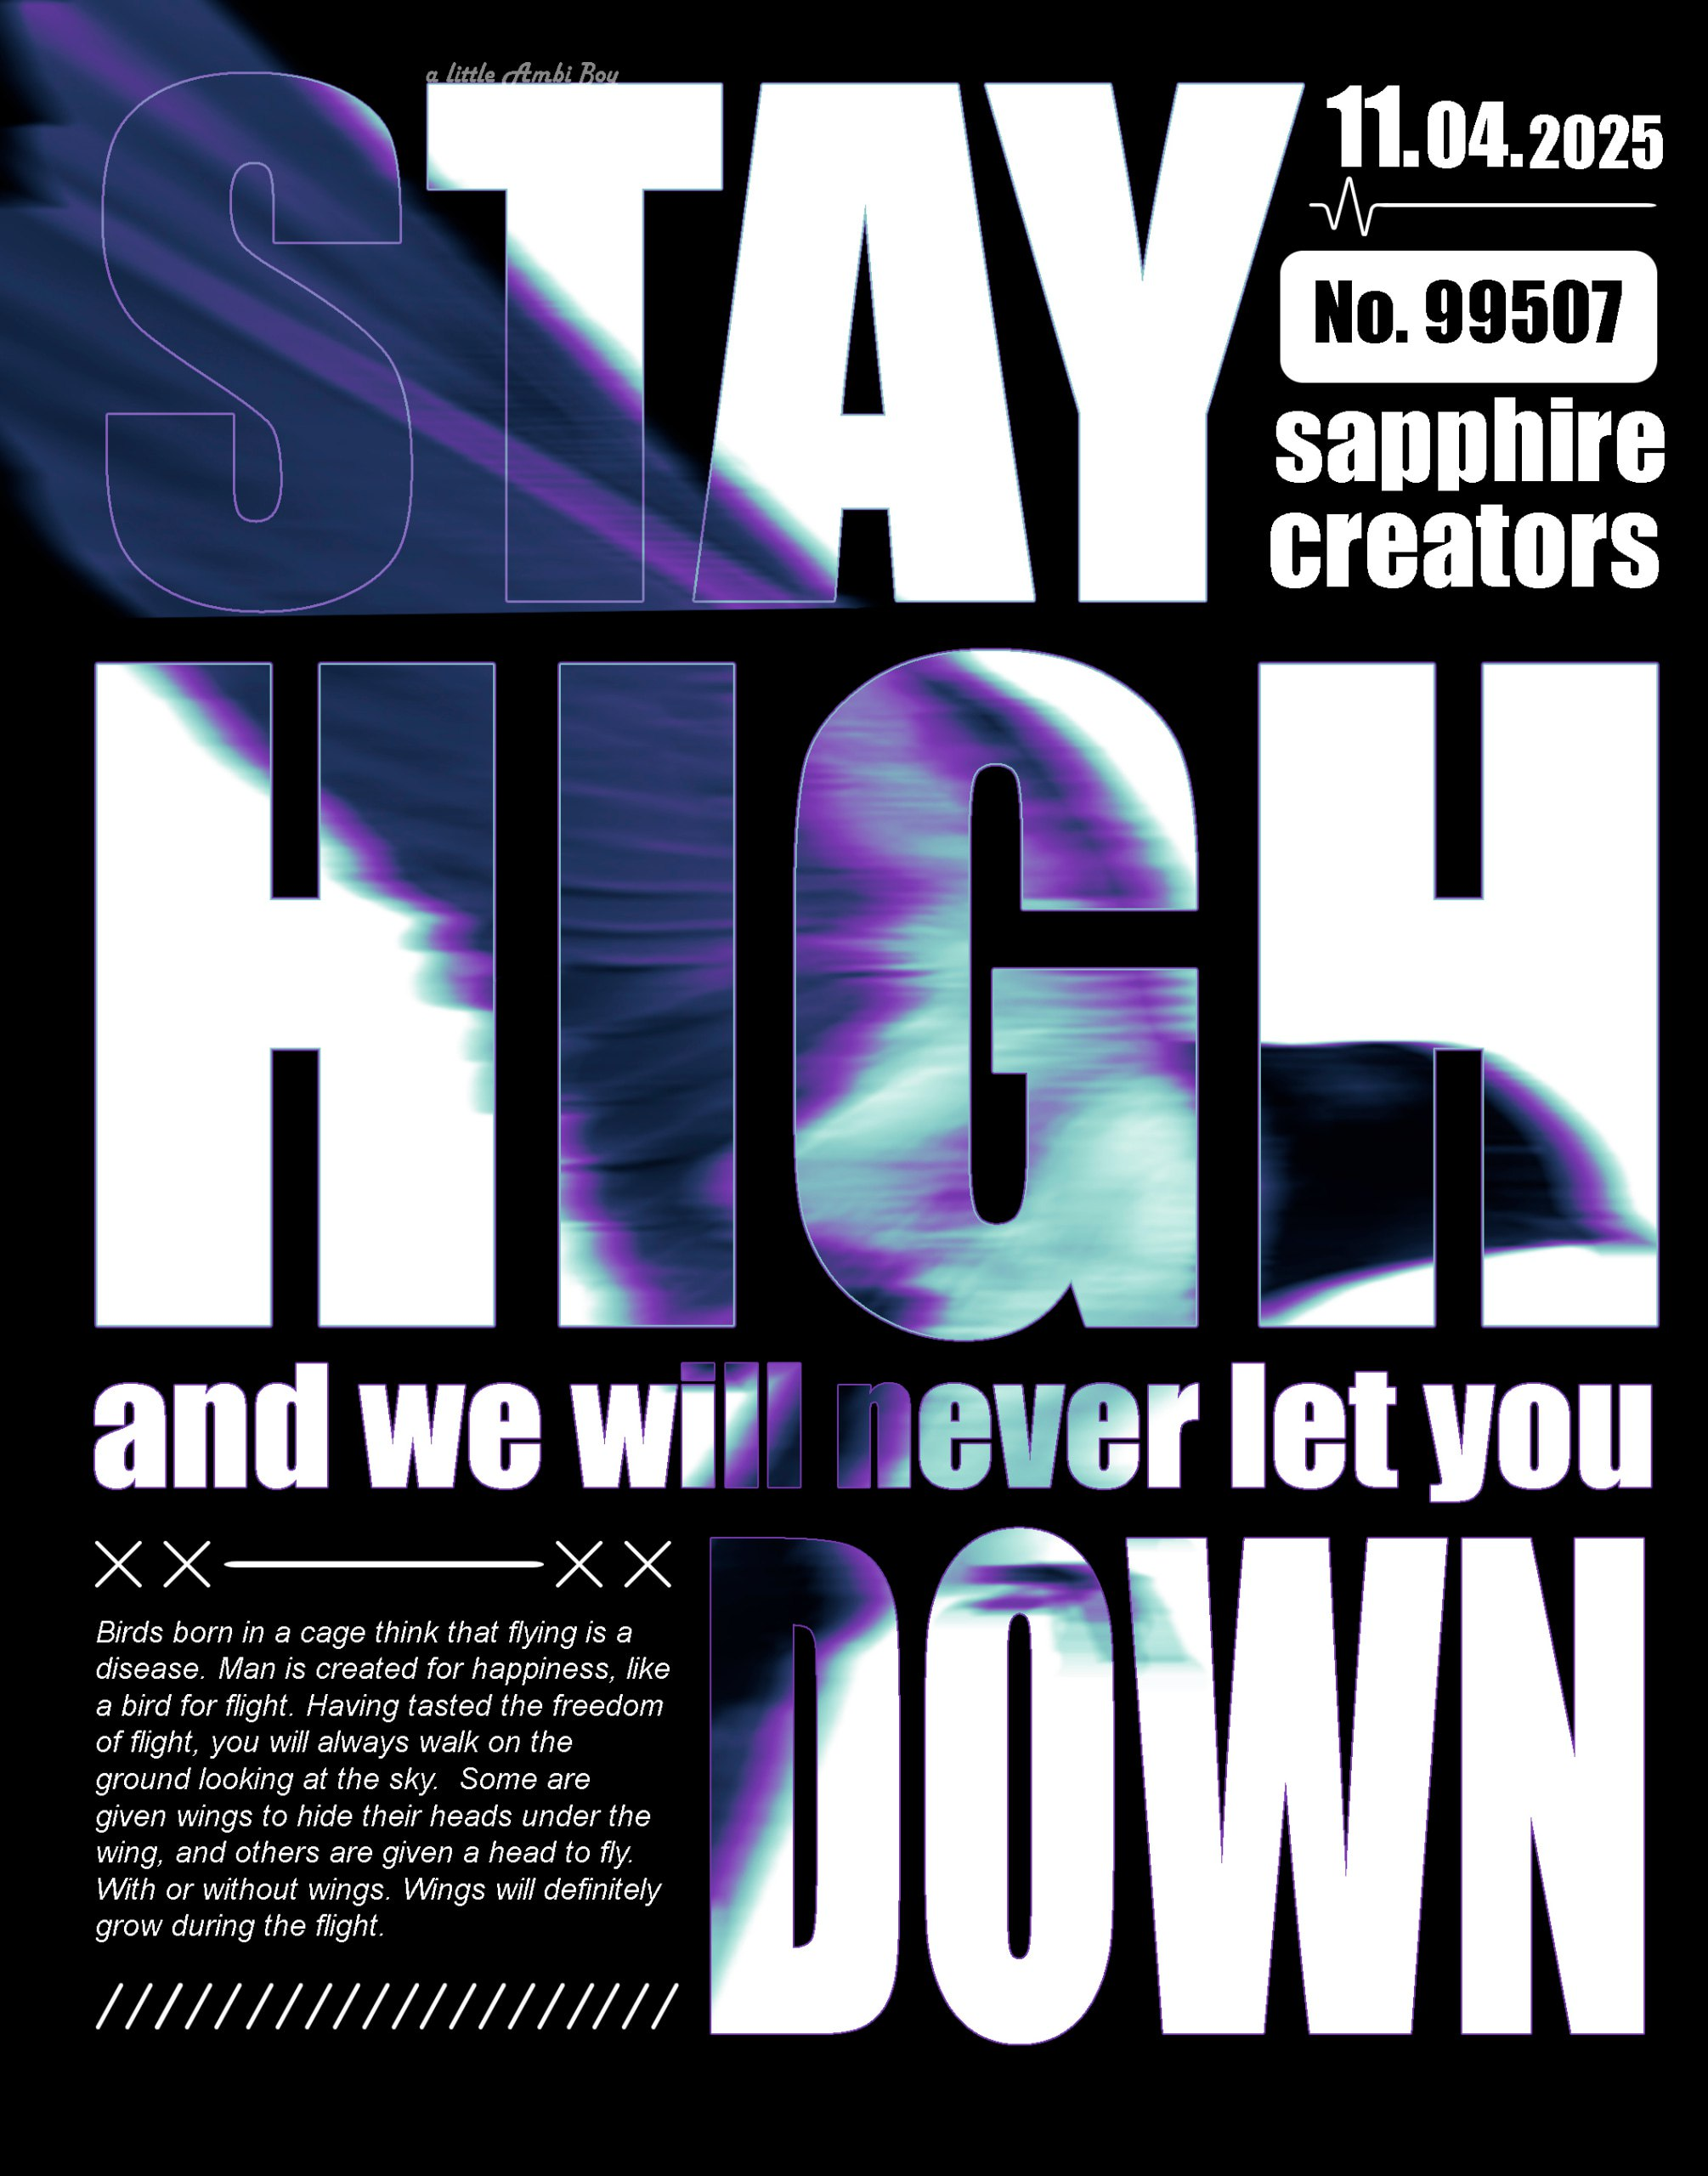 a little Ambi Boy
STAY
11.04.2025
No. 99507
sapphire
creators
HIGH
and we will never let you
DOWN
Birds born in a cage think that flying is a
disease. Man is created for happiness, like
a bird for flight. Having tasted the freedom
of flight, you will always walk on the
ground looking at the sky.  Some are
given wings to hide their heads under the
wing, and others are given a head to fly.
With or without wings. Wings will definitely
grow during the flight.